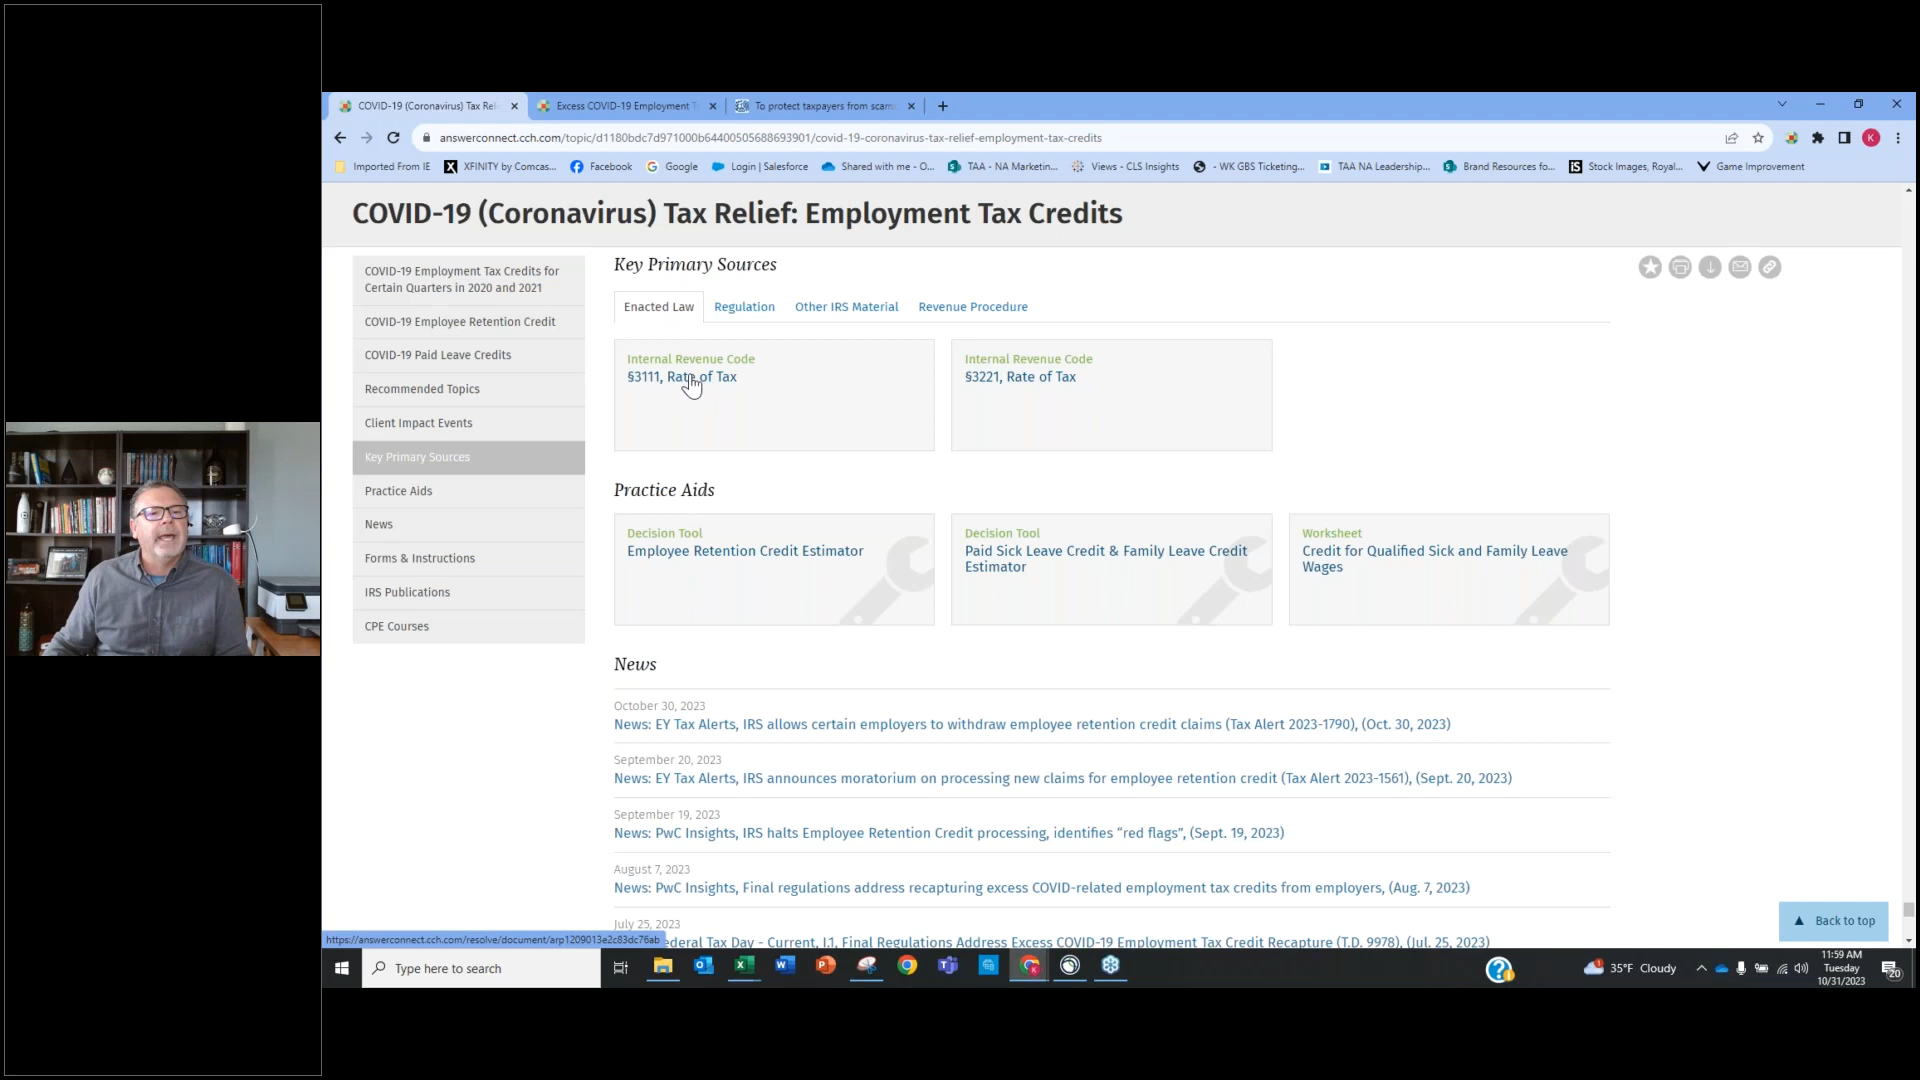 COVID-19 (Coronavirus) Tax Rel
Excess COVID-19 Employment T
To protect taxpayers from scams
answerconnect.cch.com/topic/d1180bdc7d971000b64400505688693901/covid-19-coronavirus-tax-relief-employment-tax-credits
K
Imported From IE
XFINITY by Comcas...
Facebook
Google
Login | Salesforce
Shared with me - O...
TAA - NA Marketin...
Views - CLS Insights
- WK GBS Ticketing...
TAA NA Leadership...
Brand Resources fo...
Stock Images, Royal...
Game Improvement
COVID-19 (Coronavirus) Tax Relief: Employment Tax Credits
COVID-19 Employment Tax Credits for
Certain Quarters in 2020 and 2021
COVID-19 Employee Retention Credit
COVID-19 Paid Leave Credits
Recommended Topics
Client Impact Events
Key Primary Sources
Practice Aids
News
Forms & Instructions
IRS Publications
CPE Courses
Key Primary Sources
Enacted Law
Regulation
Other IRS Material
Revenue Procedure
Internal Revenue Code
§3111, Rate of Tax
Internal Revenue Code
§3221, Rate of Tax
Practice Aids
Decision Tool
Employee Retention Credit Estimator
Decision Tool
Paid Sick Leave Credit & Family Leave Credit
Estimator
Worksheet
Credit for Qualified Sick and Family Leave
Wages
News
October 30, 2023
News: EY Tax Alerts, IRS allows certain employers to withdraw employee retention credit claims (Tax Alert 2023-1790), (Oct. 30, 2023)
September 20, 2023
News: EY Tax Alerts, IRS announces moratorium on processing new claims for employee retention credit (Tax Alert 2023-1561), (Sept. 20, 2023)
September 19, 2023
News: PwC Insights, IRS halts Employee Retention Credit processing, identifies “red flags”, (Sept. 19, 2023)
August 7, 2023
News: PwC Insights, Final regulations address recapturing excess COVID-related employment tax credits from employers, (Aug. 7, 2023)
July 25, 2023
ederal Tax Day - Current, I.1, Final Regulations Address Excess COVID-19 Employment Tax Credit Recapture (T.D. 9978), (Jul. 25, 2023)
Back to top
https://answerconnect.cch.com/resolve/document/arp1209013e2c83dc76ab
Type here to search
35°F Cloudy
11:59 AM
Tuesday
10/31/2023
20